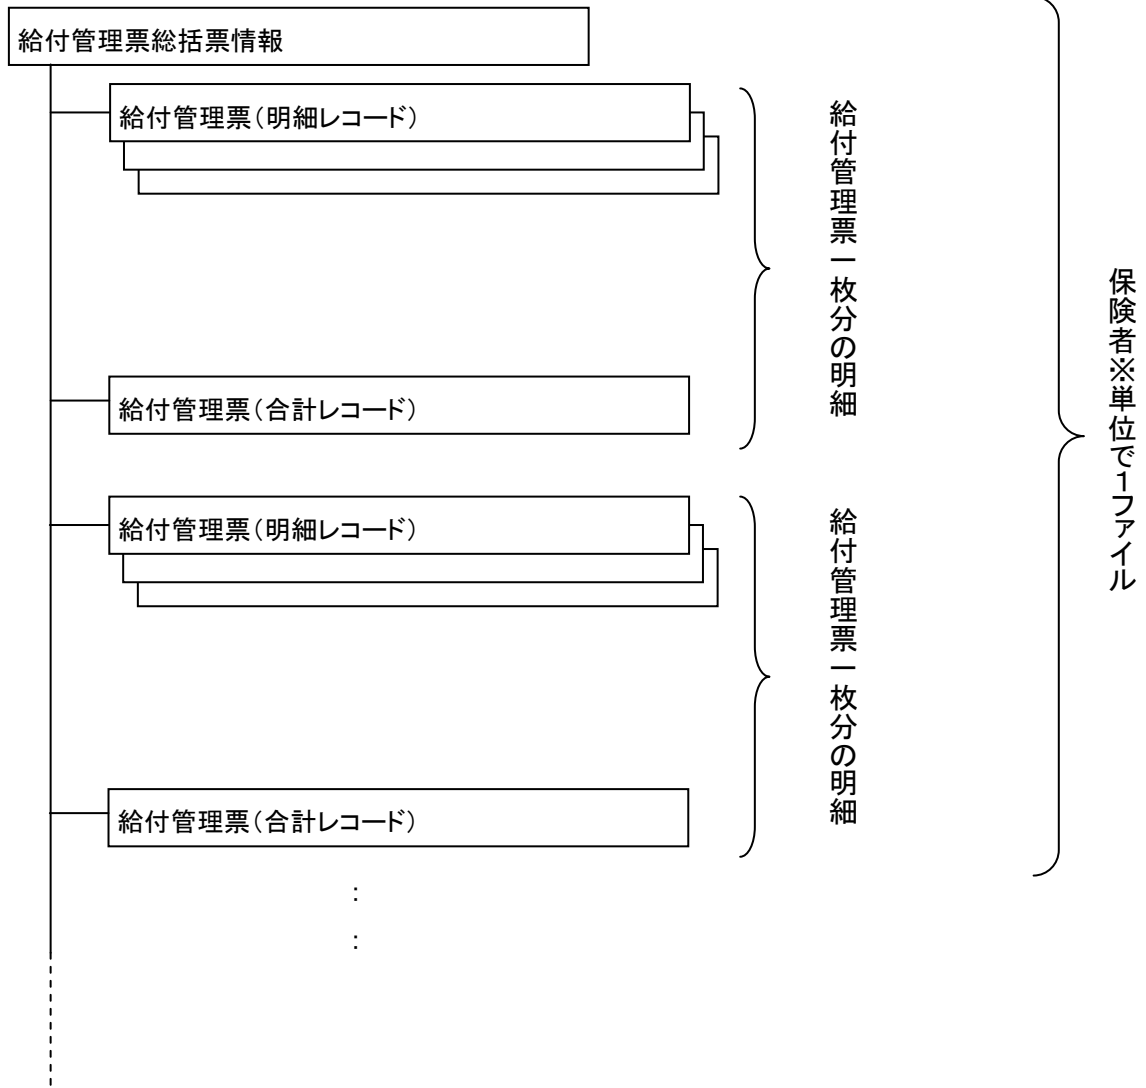 給付管理票総括票情報
給付管理票（明細レコード）
給付管理票（合計レコード）
給付管理票一枚分の明細
給付管理票（明細レコード）
給付管理票（合計レコード）
給付管理票一枚分の明細
：
：
保険者※単位で１ファイル